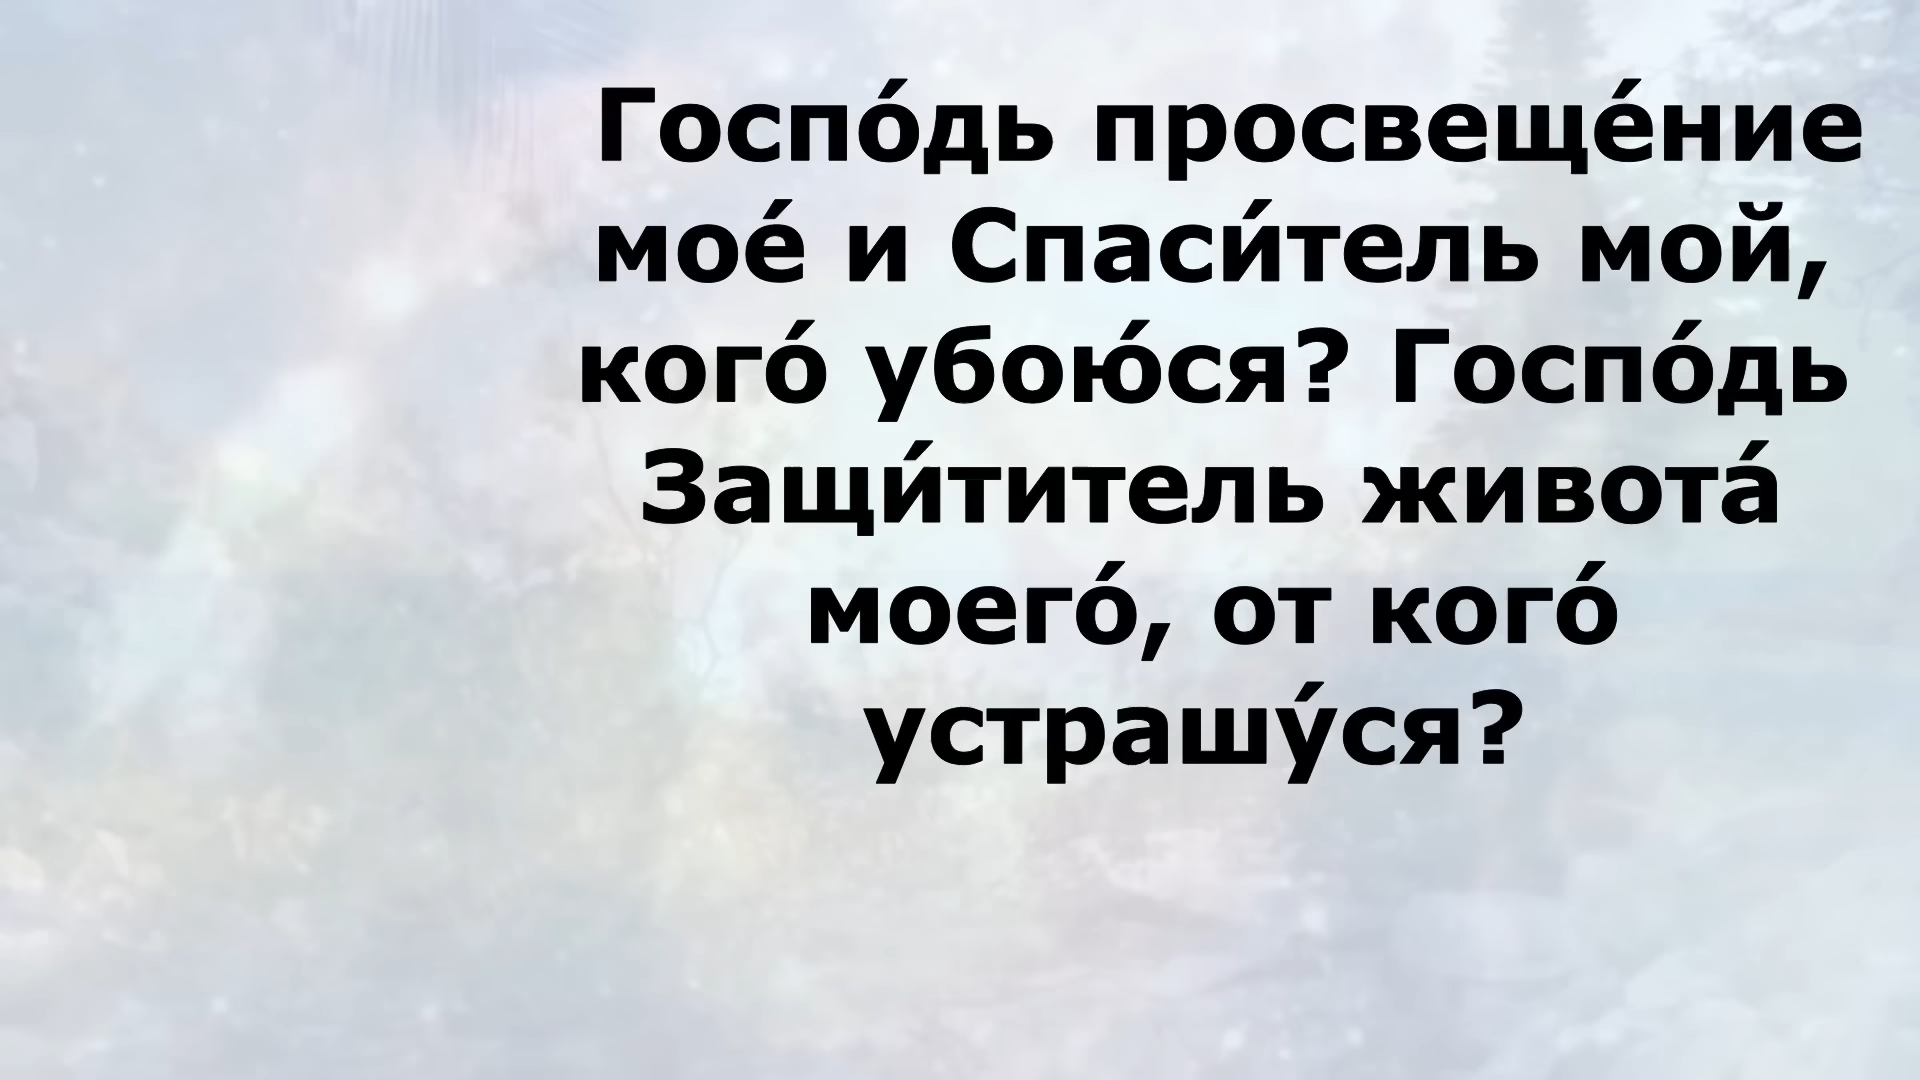 Госпо́дь просвеще́ние
мое́ и Спаси́тель мой,
кого́ убою́ся? Госпо́дь
Защи́титель живота́
моего́, от кого́
устрашу́ся?